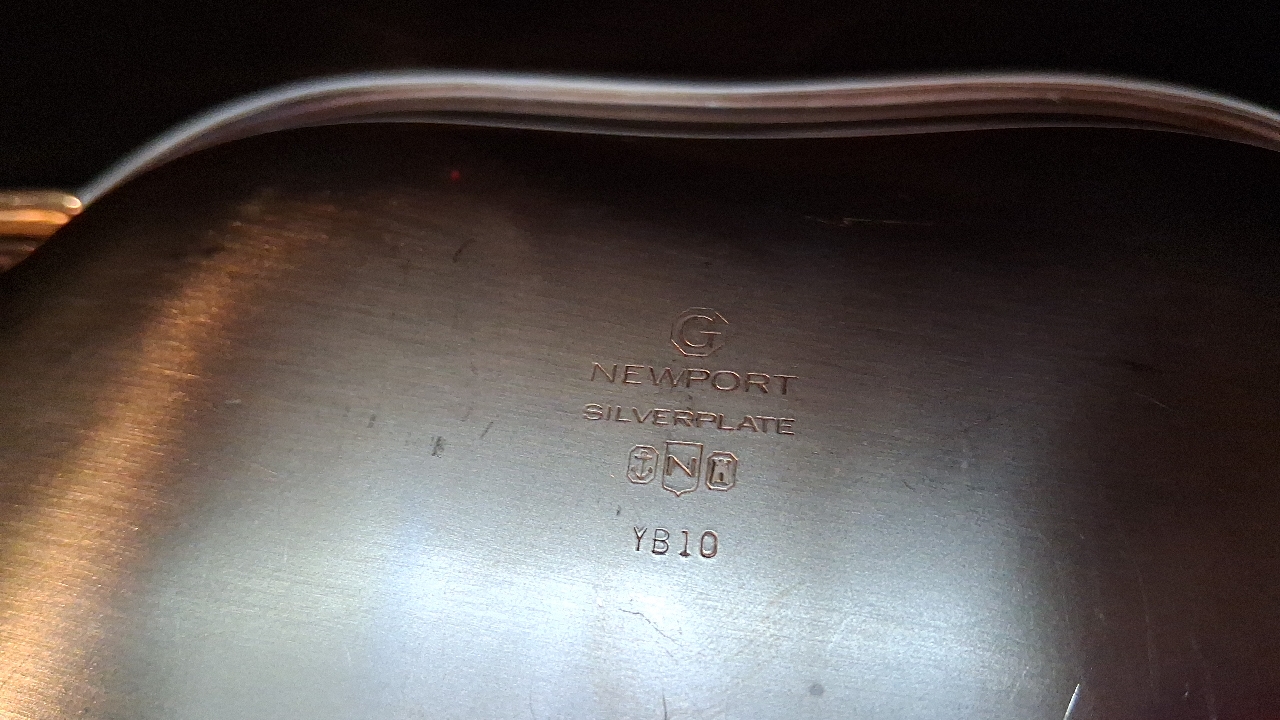 G
NEWPORT
SILVERPLATE
N
YB10